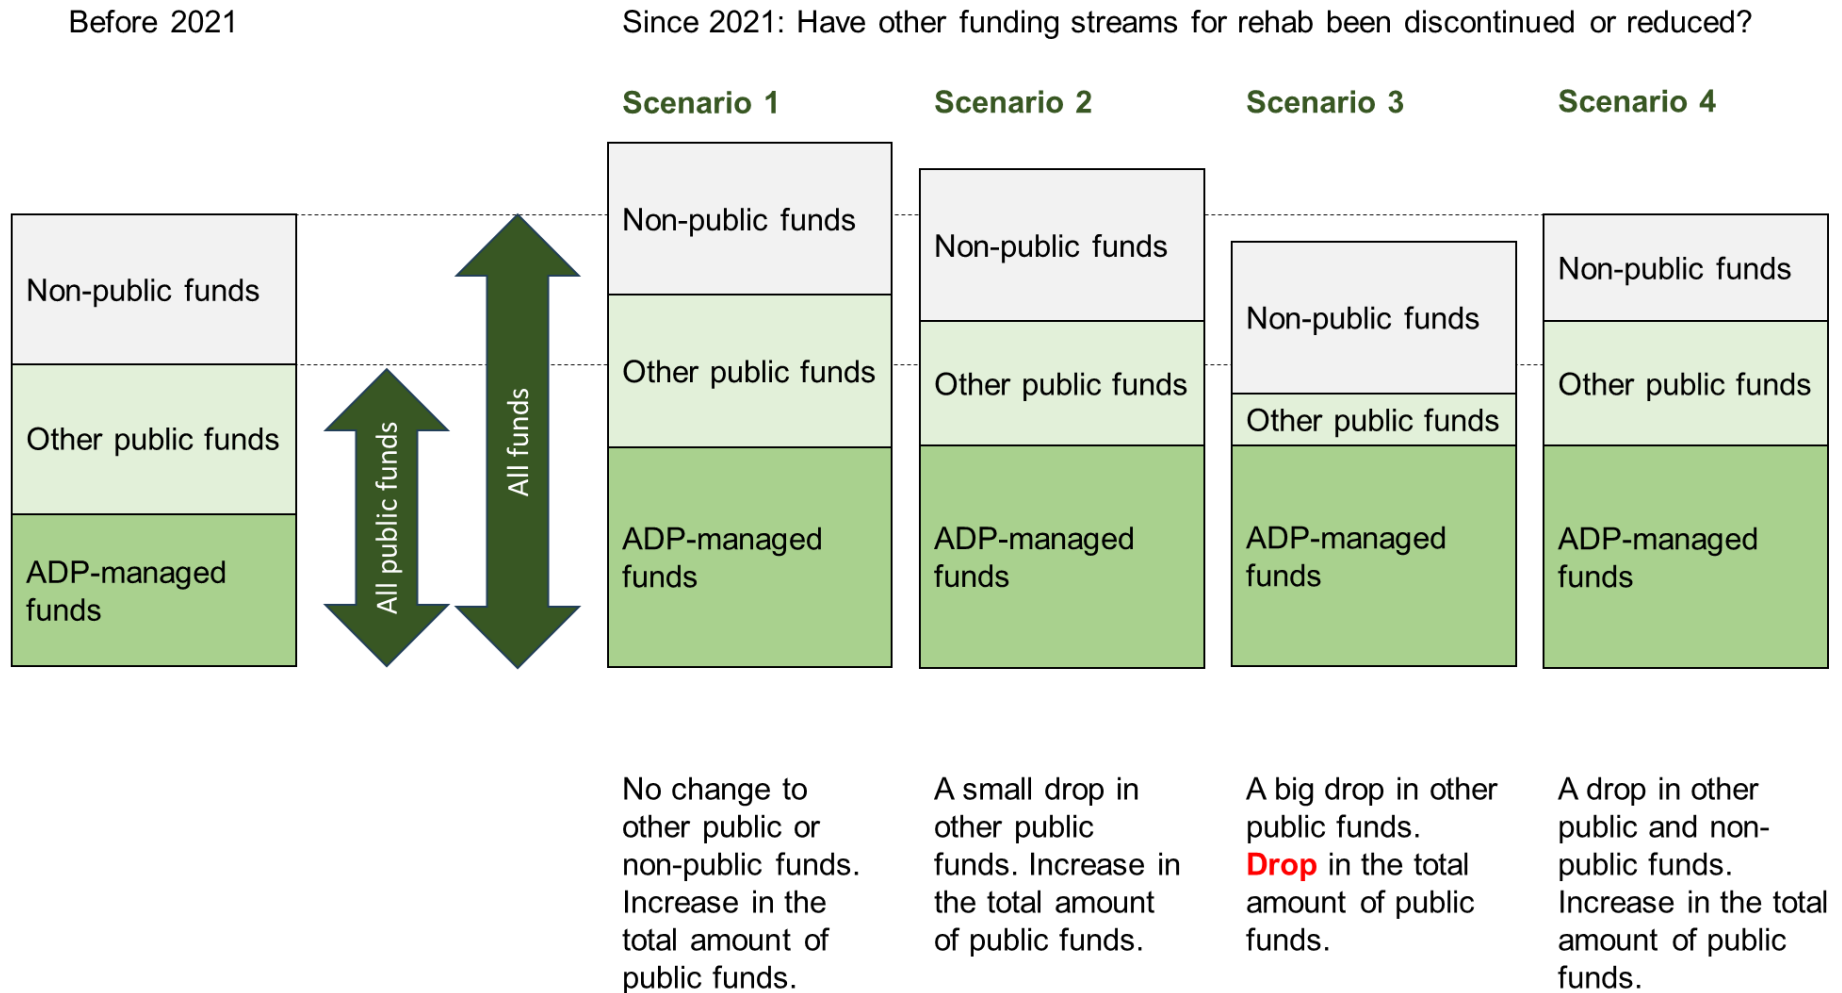 Before 2021
Since 2021: Have other funding streams for rehab been discontinued or reduced?
Scenario 1
Scenario 2
Scenario 3
Scenario 4
Non-public funds
Other public funds
ADP-managed
funds
All public funds
All funds
Non-public funds
Other public funds
ADP-managed
funds
Non-public funds
Other public funds
ADP-managed
funds
Non-public funds
Other public funds
ADP-managed
funds
Non-public funds
Other public funds
ADP-managed
funds
No change to
other public or
non-public funds.
Increase in the
total amount of
public funds.
A small drop in
other public
funds. Increase in
the total amount
of public funds.
A big drop in other
public funds.
Drop in the total
amount of public
funds.
A drop in other
public and non-
public funds.
Increase in the total
amount of public
funds.